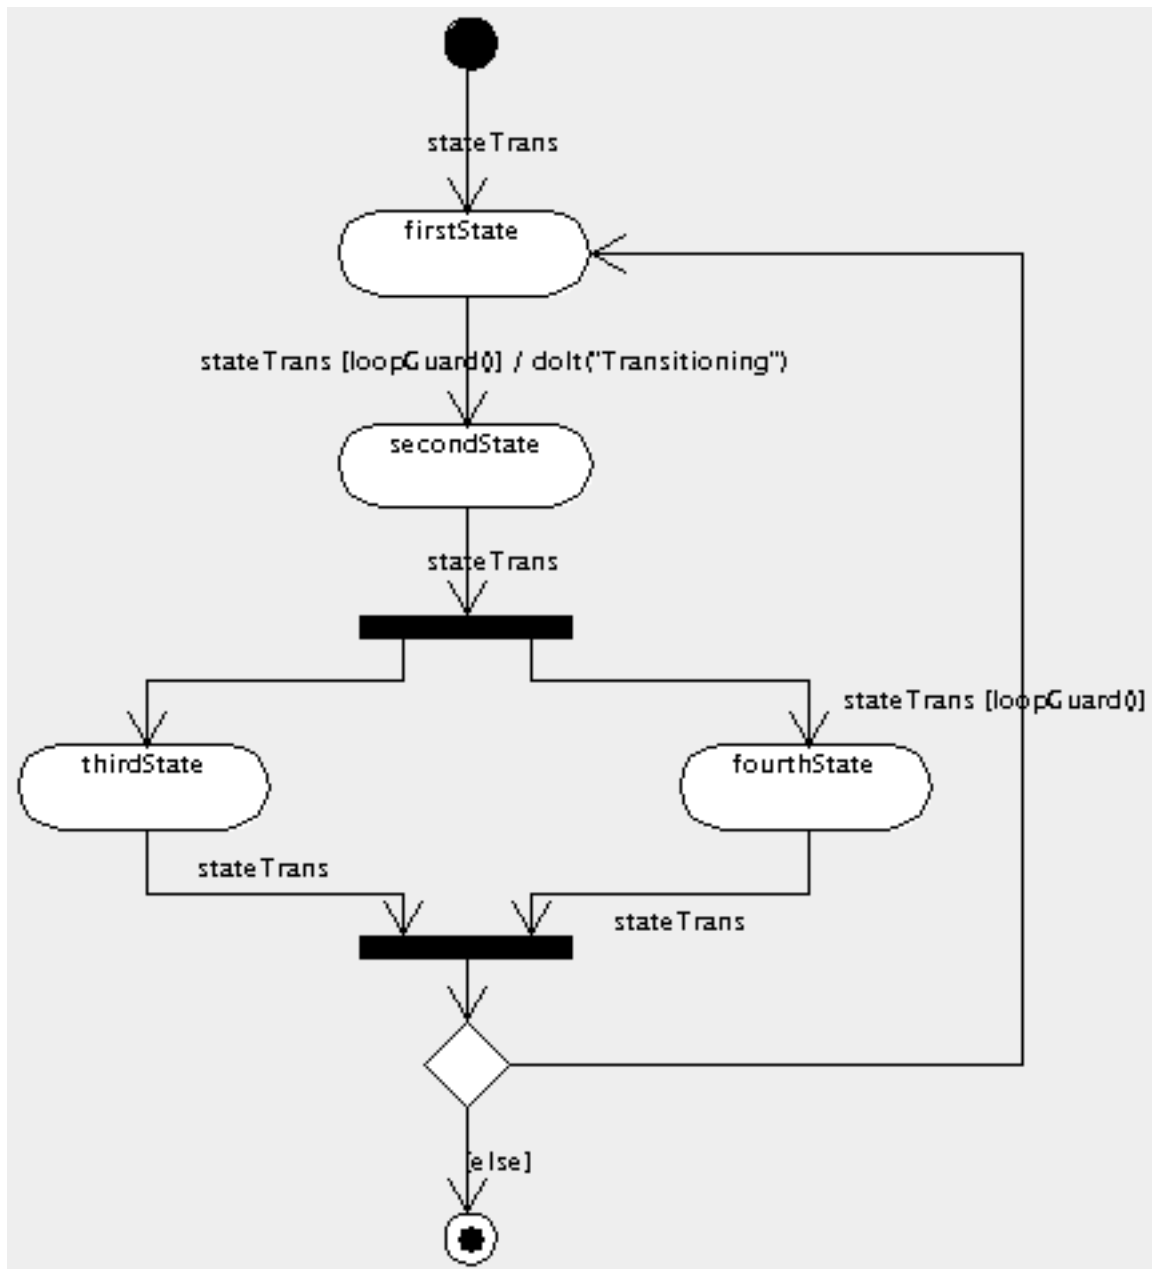 stateTrans
firstState
stateTrans [loopGuard()] / doIt("Transitioning")
secondState
stateTrans
stateTrans [loopGuard()]
thirdState
fourthState
stateTrans
stateTrans
[else]